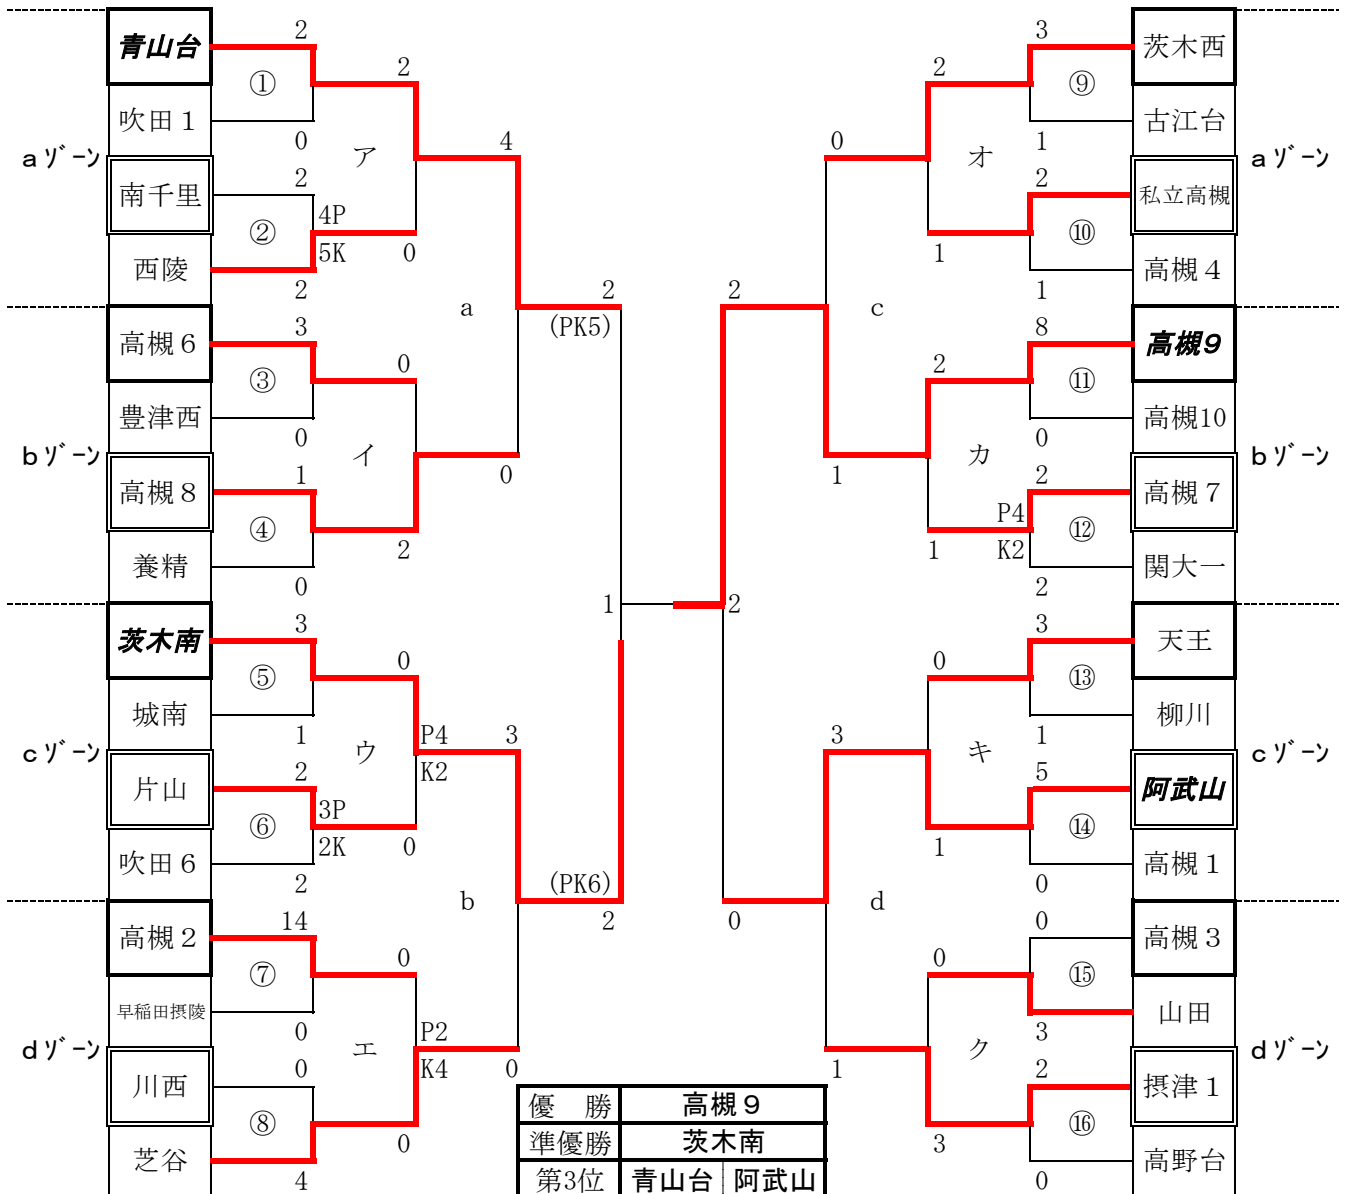 青山台
2
①
吹田１
0
2
ア
4
南千里
2
②
4P
5K
0
西陵
2
aゾーン
a
2
(PK5)
高槻６
3
③
0
豊津西
0
イ
bゾーン
0
高槻８
1
④
2
養精
0
1
茨木南
3
⑤
0
城南
1
ウ
P4
K2
3
cゾーン
片山
2
⑥
3P
2K
0
吹田６
2
b
(PK6)
2
高槻２
14
⑦
0
早稲田摂陵
0
エ
P2
K4
0
dゾーン
川西
0
⑧
0
芝谷
4
茨木西
3
⑨
2
古江台
1
オ
0
aゾーン
私立高槻
2
⑩
1
高槻４
1
c
2
高槻９
8
⑪
2
高槻10
0
カ
1
bゾーン
高槻７
2
⑫
P4
K2
1
関大一
2
2
天王
3
⑬
0
柳川
1
キ
3
cゾーン
阿武山
5
⑭
1
高槻１
0
d
0
高槻３
0
⑮
0
山田
3
ク
1
dゾーン
摂津１
2
⑯
3
高野台
0
優　勝 高槻９
準優勝 茨木南
第3位 青山台 阿武山